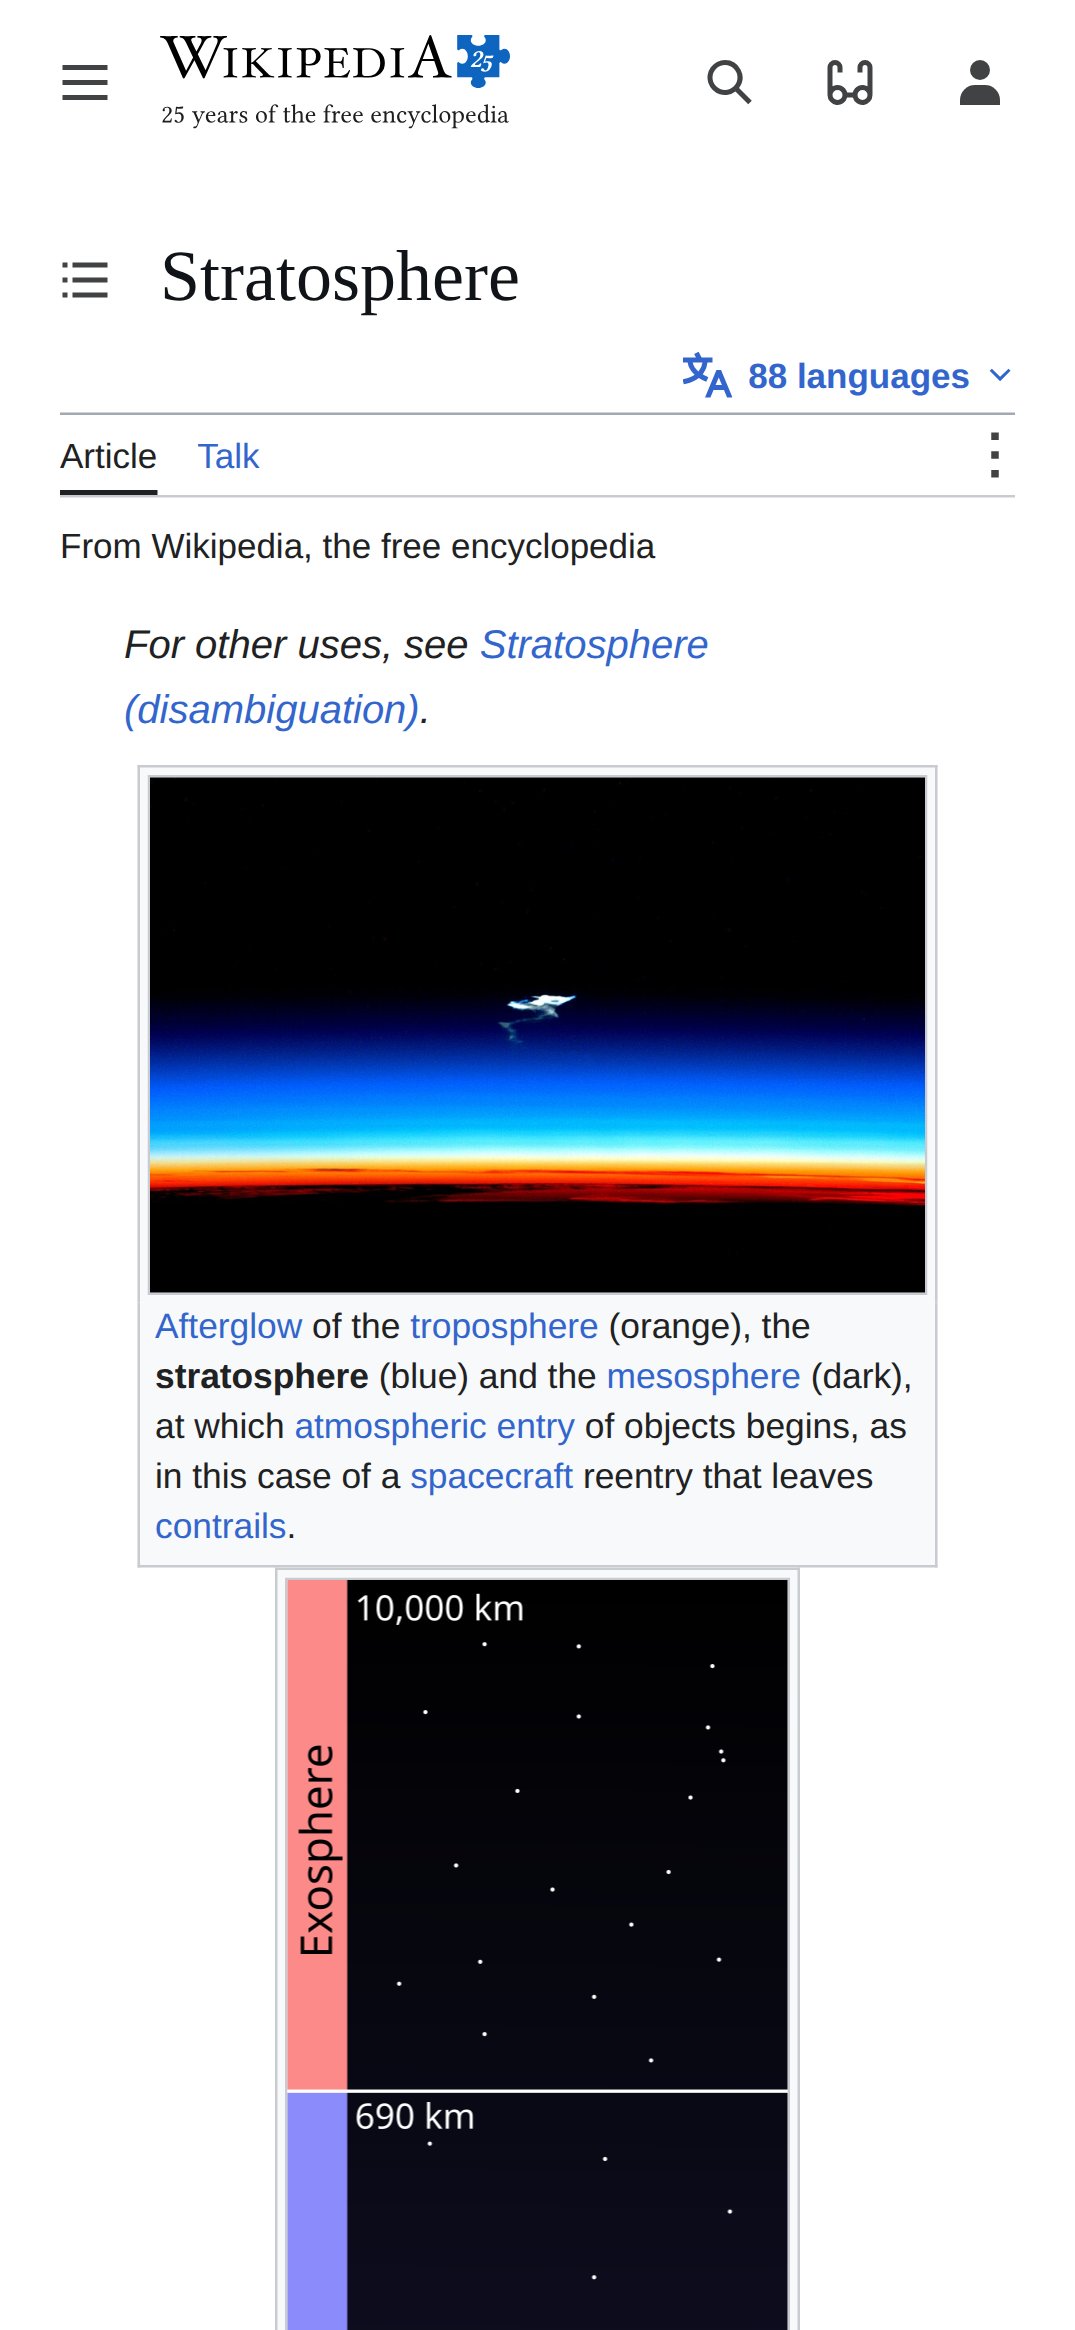 WIKIPEDIA 25
25 years of the free encyclopedia
Stratosphere
文A 88 languages
Article Talk
From Wikipedia, the free encyclopedia
For other uses, see Stratosphere
(disambiguation).
Afterglow of the troposphere (orange), the
stratosphere (blue) and the mesosphere (dark),
at which atmospheric entry of objects begins, as
in this case of a spacecraft reentry that leaves
contrails.
10,000 km
Exosphere
690 km